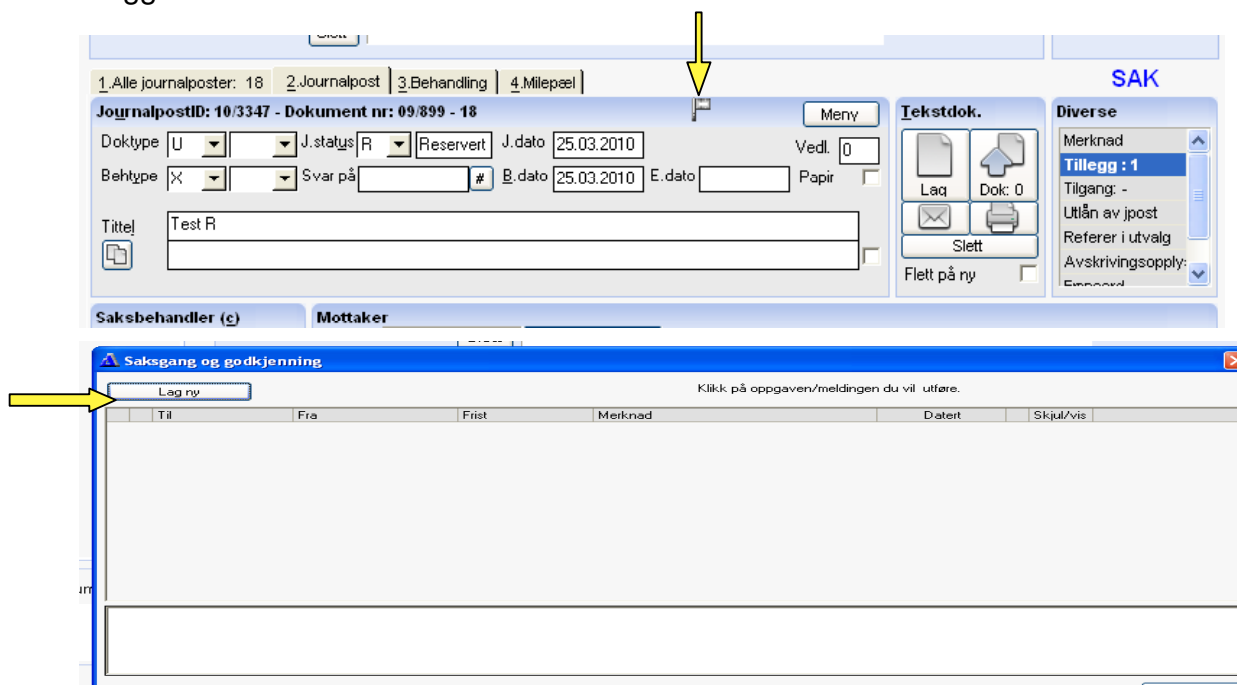 1.Alle journalposter: 18 2.Journalpost 3.Behandling 4.Milepæl SAK
JournalpostID: 10/3347 - Dokument nr: 09/899 - 18 Meny Tekstdok. Diverse
Doktype U J.status R Reservert J.dato 25.03.2010 Vedl. 0 Merknad
Tillegg : 1
Behtype X Svar på # B.dato 25.03.2010 E.dato Papir Lag Dok: 0 Tilgang: -
Utlån av jpost
Tittel Test R Slett Referer i utvalg
Flett på ny Avskrivingsopply
Saksbehandler (c) Mottaker
Saksgang og godkjenning
Lag ny Klikk på oppgaven/meldingen du vil utføre.
Til Fra Frist Merknad Datert Skjul/vis